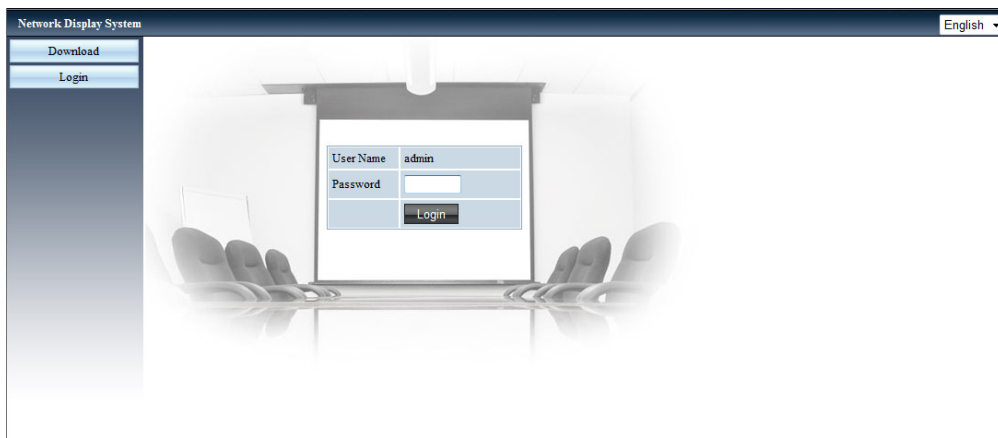 Network Display System
English
Download
Login
User Name admin
Password
Login